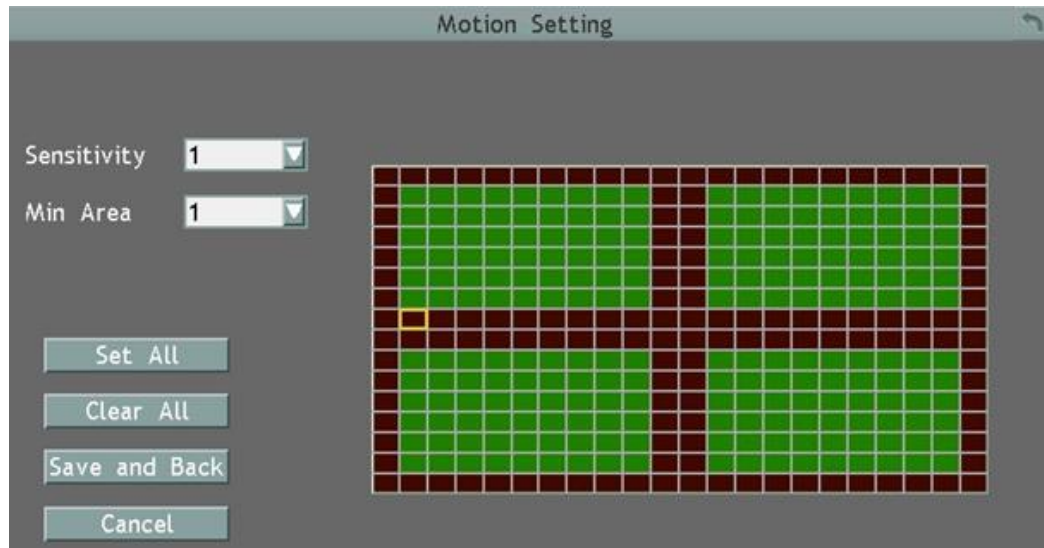 Motion Setting
Sensitivity 1
Min Area 1
Set All
Clear All
Save and Back
Cancel